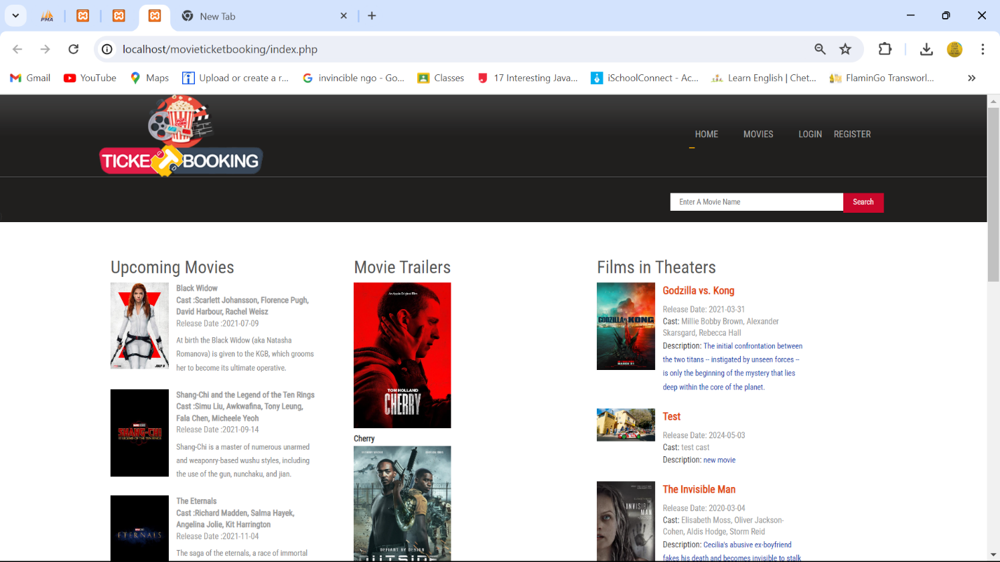 PMA
New Tab
localhost/movieticketbooking/index.php
Gmail
YouTube
Maps
Upload or create a r...
invincible ngo - Go...
Classes
17 Interesting Java...
iSchoolConnect - Ac...
Learn English | Chet...
FlaminGo Transworl...
POP CORN
TICKET BOOKING
HOME
MOVIES
LOGIN
REGISTER
Enter A Movie Name
Search
Upcoming Movies
JULY 9
Black Widow
Cast :Scarlett Johansson, Florence Pugh,
David Harbour, Rachel Weisz
Release Date :2021-07-09
At birth the Black Widow (aka Natasha
Romanova) is given to the KGB, which grooms
her to become its ultimate operative.
SHANG-CHI
Shang-Chi and the Legend of the Ten Rings
Cast :Simu Liu, Awkwafina, Tony Leung,
Fala Chen, Micheele Yeoh
Release Date :2021-09-14
Shang-Chi is a master of numerous unarmed
and weaponry-based wushu styles, including
the use of the gun, nunchaku, and jian.
ETERNALS
The Eternals
Cast :Richard Madden, Salma Hayek,
Angelina Jolie, Kit Harrington
Release Date :2021-11-04
The saga of the eternals, a race of immortal
Movie Trailers
An Apple Original Film
TOM HOLLAND
CHERRY
Cherry
DEFIANT BY DESIGN
OUTSIDE
Films in Theaters
GODZILLA KONG
MARCH 31
Godzilla vs. Kong
Release Date: 2021-03-31
Cast: Millie Bobby Brown, Alexander
Skarsgard, Rebecca Hall
Description: The initial confrontation between
the two titans -- instigated by unseen forces --
is only the beginning of the mystery that lies
deep within the core of the planet.
Test
Release Date: 2024-05-03
Cast: test cast
Description: new movie
THE
INVISIBLE
MAN
The Invisible Man
Release Date: 2020-03-04
Cast: Elisabeth Moss, Oliver Jackson-
Cohen, Aldis Hodge, Storm Reid
Description: Cecilia's abusive ex-boyfriend
fakes his death and becomes invisible to stalk